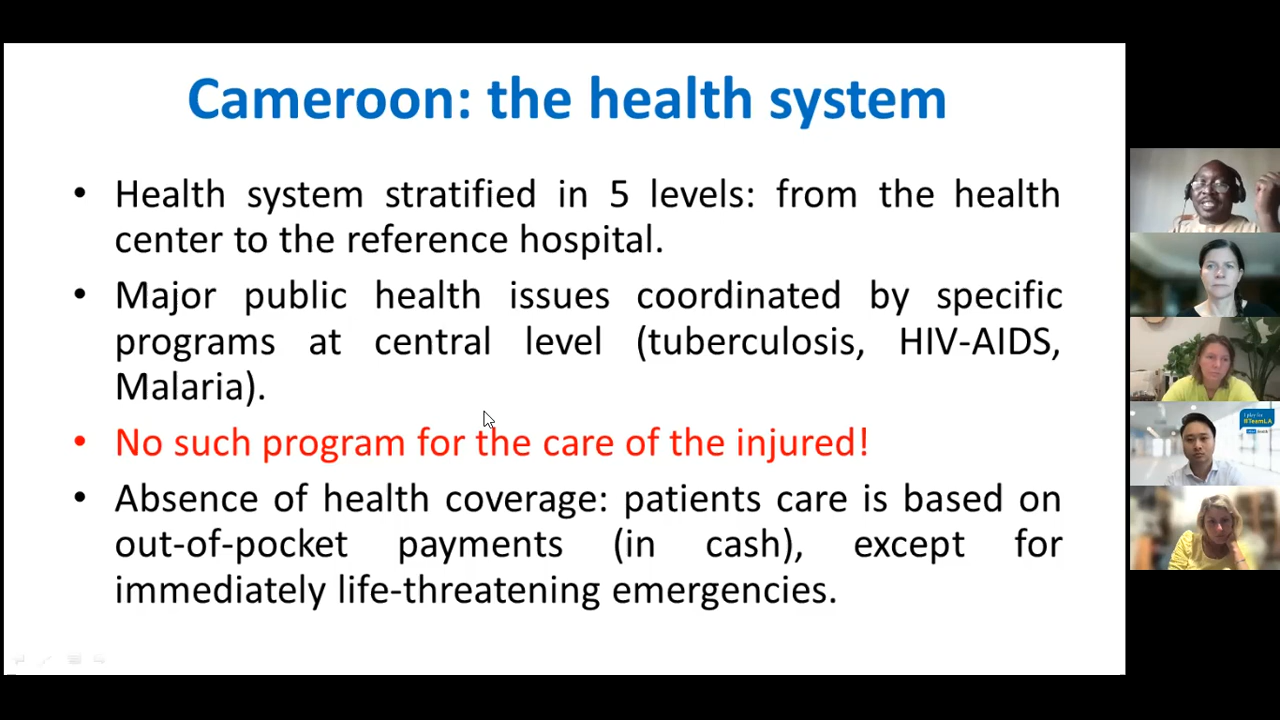 Cameroon: the health system
• Health system stratified in 5 levels: from the health
center to the reference hospital.
• Major public health issues coordinated by specific
programs at central level (tuberculosis, HIV-AIDS,
Malaria).
• No such program for the care of the injured!
• Absence of health coverage: patients care is based on
out-of-pocket payments (in cash), except for
immediately life-threatening emergencies.
I play for
#TeamLA